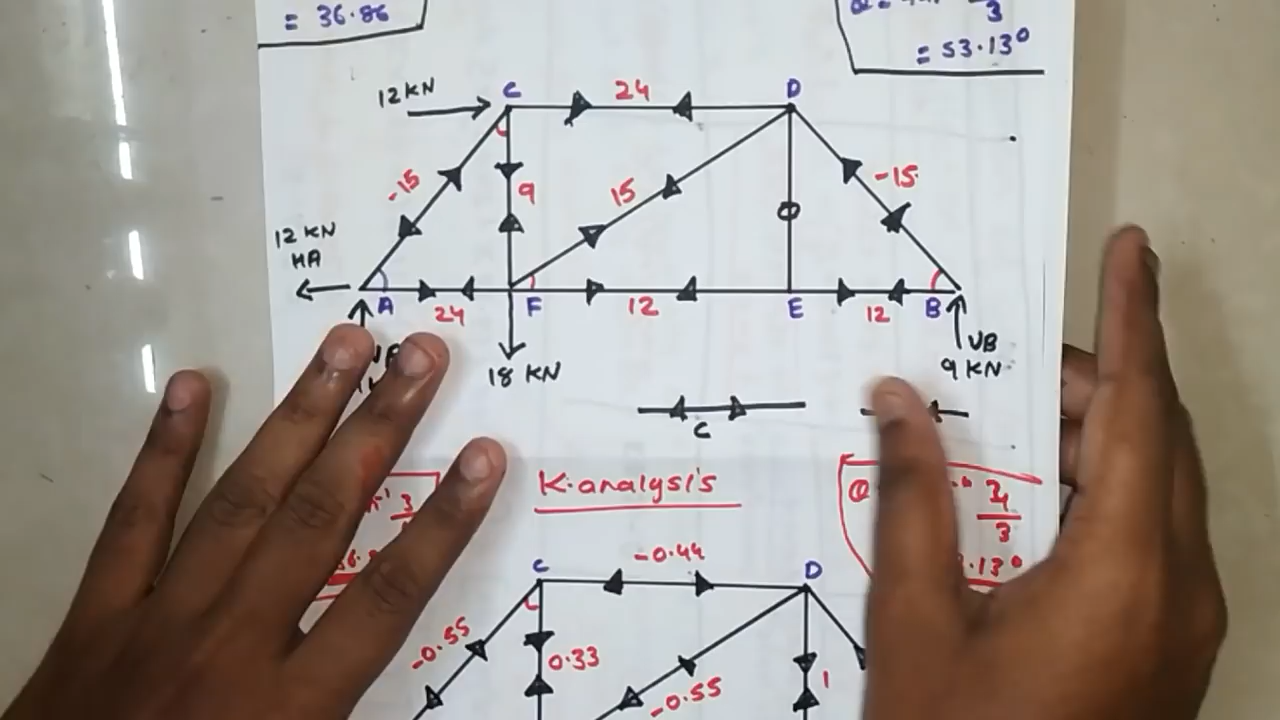 = 36.86
3
= 53.13°
12 KN
C
24
D
-15
9
15
-15
12 KN
HA
A
24
F
12
E
12
B
18 KN
VB
9 KN
C
K-analysis
3
3
C
-0.44
D
-0.55
0.33
-0.55
1